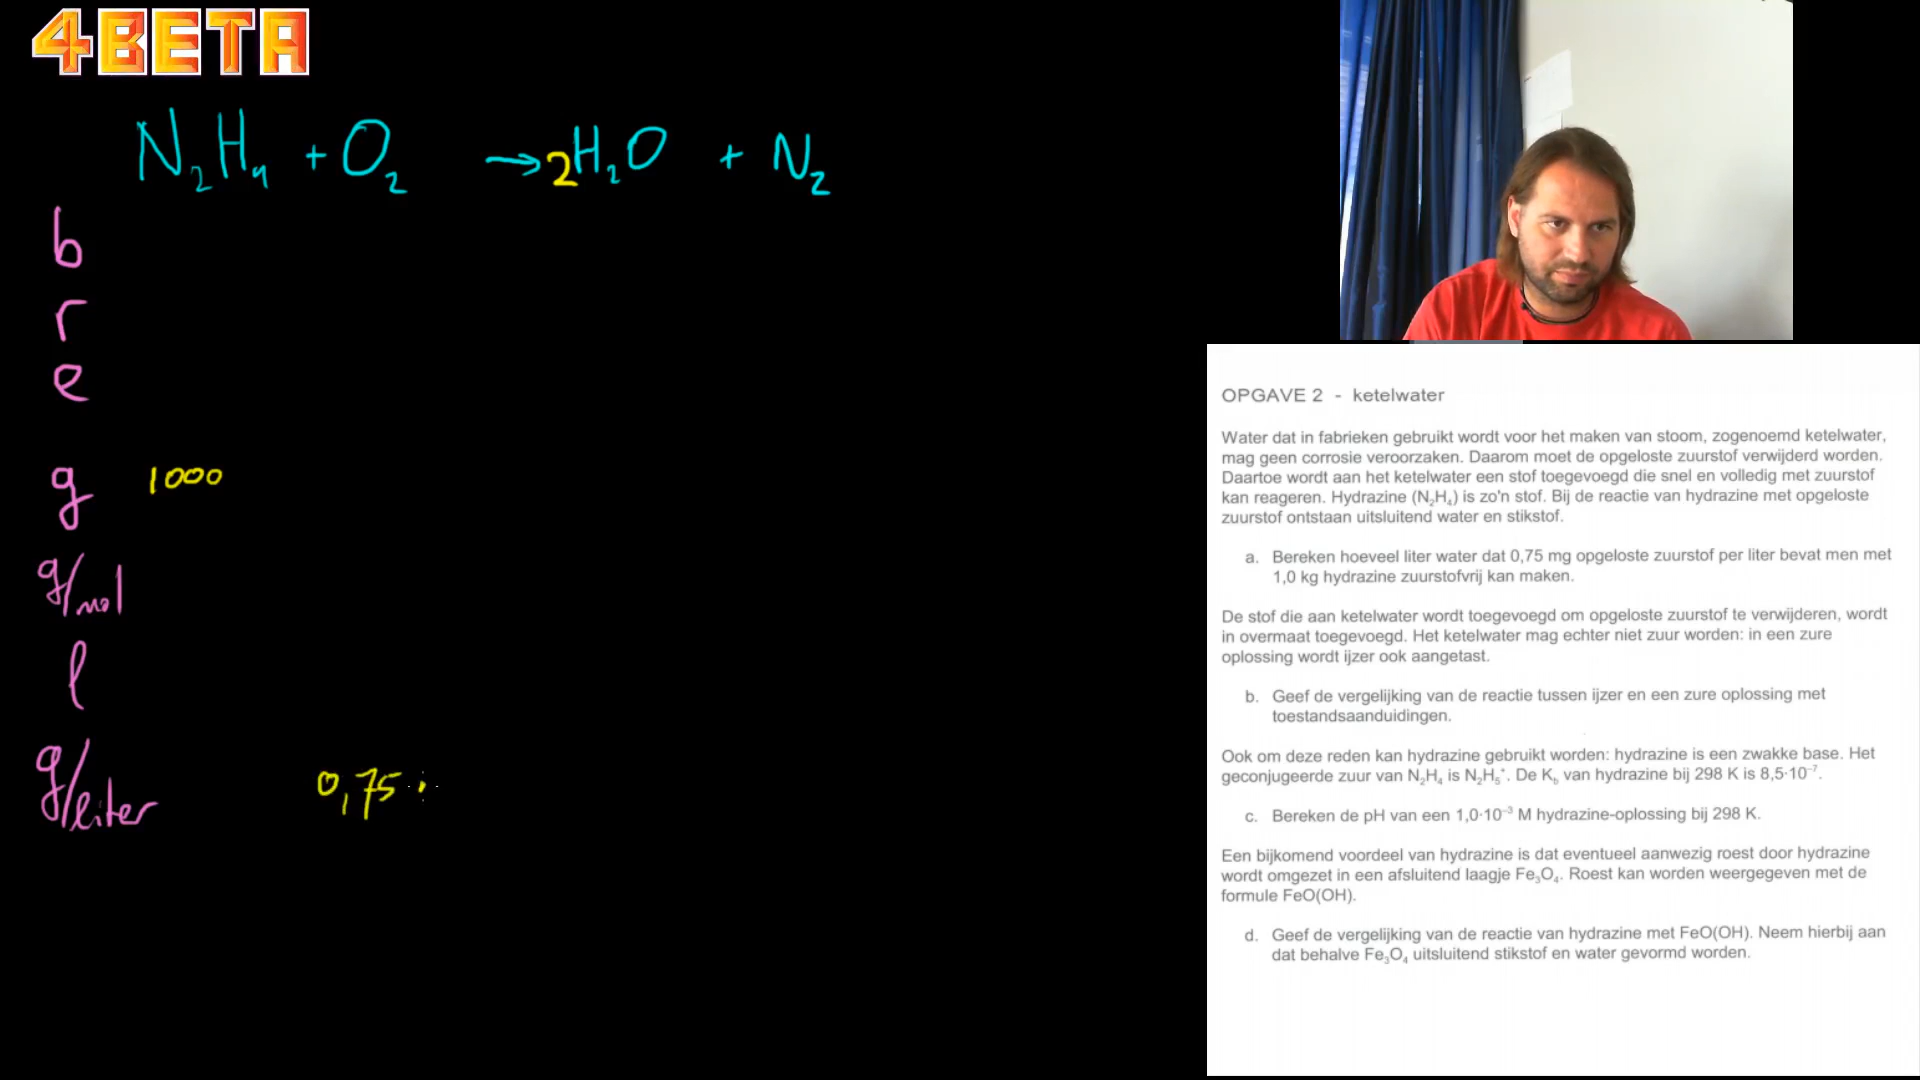 4BETA
N₂H₄ + O₂ → 2H₂O + N₂
b
r
e
g 1000
g/mol
l
g/liter 0,75 ·
OPGAVE 2 - ketelwater
Water dat in fabrieken gebruikt wordt voor het maken van stoom, zogenoemd ketelwater,
mag geen corrosie veroorzaken. Daarom moet de opgeloste zuurstof verwijderd worden.
Daartoe wordt aan het ketelwater een stof toegevoegd die snel en volledig met zuurstof
kan reageren. Hydrazine (N₂H₄) is zo'n stof. Bij de reactie van hydrazine met opgeloste
zuurstof ontstaan uitsluitend water en stikstof.
a. Bereken hoeveel liter water dat 0,75 mg opgeloste zuurstof per liter bevat men met
1,0 kg hydrazine zuurstofvrij kan maken.
De stof die aan ketelwater wordt toegevoegd om opgeloste zuurstof te verwijderen, wordt
in overmaat toegevoegd. Het ketelwater mag echter niet zuur worden: in een zure
oplossing wordt ijzer ook aangetast.
b. Geef de vergelijking van de reactie tussen ijzer en een zure oplossing met
toestandsaanduidingen.
Ook om deze reden kan hydrazine gebruikt worden: hydrazine is een zwakke base. Het
geconjugeerde zuur van N₂H₄ is N₂H₅⁺. De K_b van hydrazine bij 298 K is 8,5·10⁻⁷.
c. Bereken de pH van een 1,0·10⁻³ M hydrazine-oplossing bij 298 K.
Een bijkomend voordeel van hydrazine is dat eventueel aanwezig roest door hydrazine
wordt omgezet in een afsluitend laagje Fe₃O₄. Roest kan worden weergegeven met de
formule FeO(OH).
d. Geef de vergelijking van de reactie van hydrazine met FeO(OH). Neem hierbij aan
dat behalve Fe₃O₄ uitsluitend stikstof en water gevormd worden.